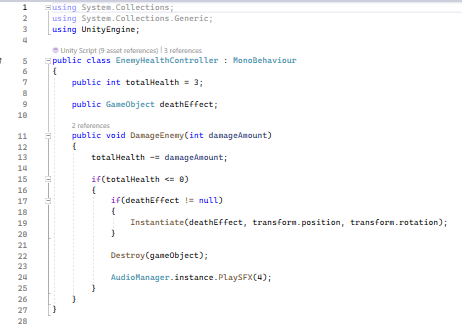 1 using System.Collections;
2 using System.Collections.Generic;
3 using UnityEngine;
4
Unity Script (9 asset references) | 3 references
5 public class EnemyHealthController : MonoBehaviour
6 {
7 public int totalHealth = 3;
8
9 public GameObject deathEffect;
10
2 references
11 public void DamageEnemy(int damageAmount)
12 {
13 totalHealth -= damageAmount;
14
15 if(totalHealth <= 0)
16 {
17 if(deathEffect != null)
18 {
19 Instantiate(deathEffect, transform.position, transform.rotation);
20 }
21
22 Destroy(gameObject);
23
24 AudioManager.instance.PlaySFX(4);
25 }
26 }
27 }
28